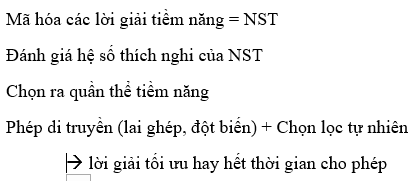 Mã hóa các lời giải tiềm năng = NST
Đánh giá hệ số thích nghi của NST
Chọn ra quần thể tiềm năng
Phép di truyền (lai ghép, đột biến) + Chọn lọc tự nhiên
→ lời giải tối ưu hay hết thời gian cho phép